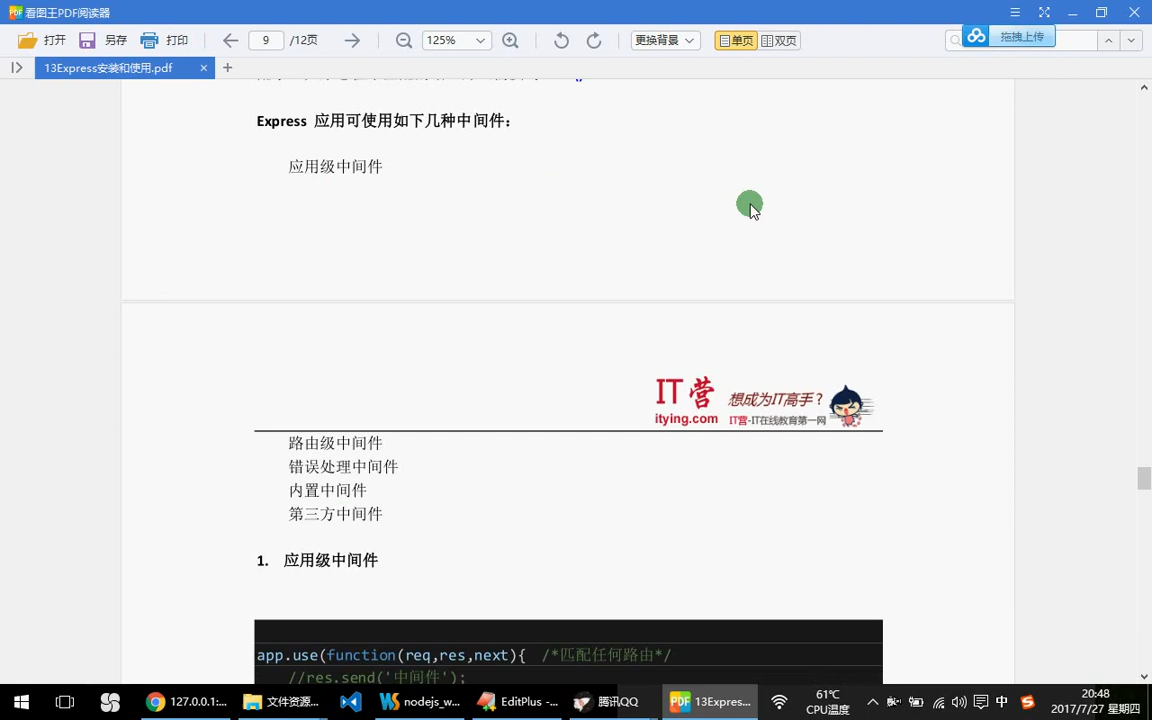 看图王PDF阅读器
打开 另存 打印 9 /12页 125% 更换背景 单页 双页 拖拽上传
13Express安装和使用.pdf
Express 应用可使用如下几种中间件:
应用级中间件
IT营 想成为IT高手?
itying.com IT营-IT在线教育第一网
路由级中间件
错误处理中间件
内置中间件
第三方中间件
1. 应用级中间件
app.use(function(req,res,next){ /*匹配任何路由*/
//res.send('中间件');
127.0.0.1:... 文件资源... nodejs_w... EditPlus -... 腾讯QQ 13Expres... 61℃ 中 20:48
CPU温度 2017/7/27 星期四